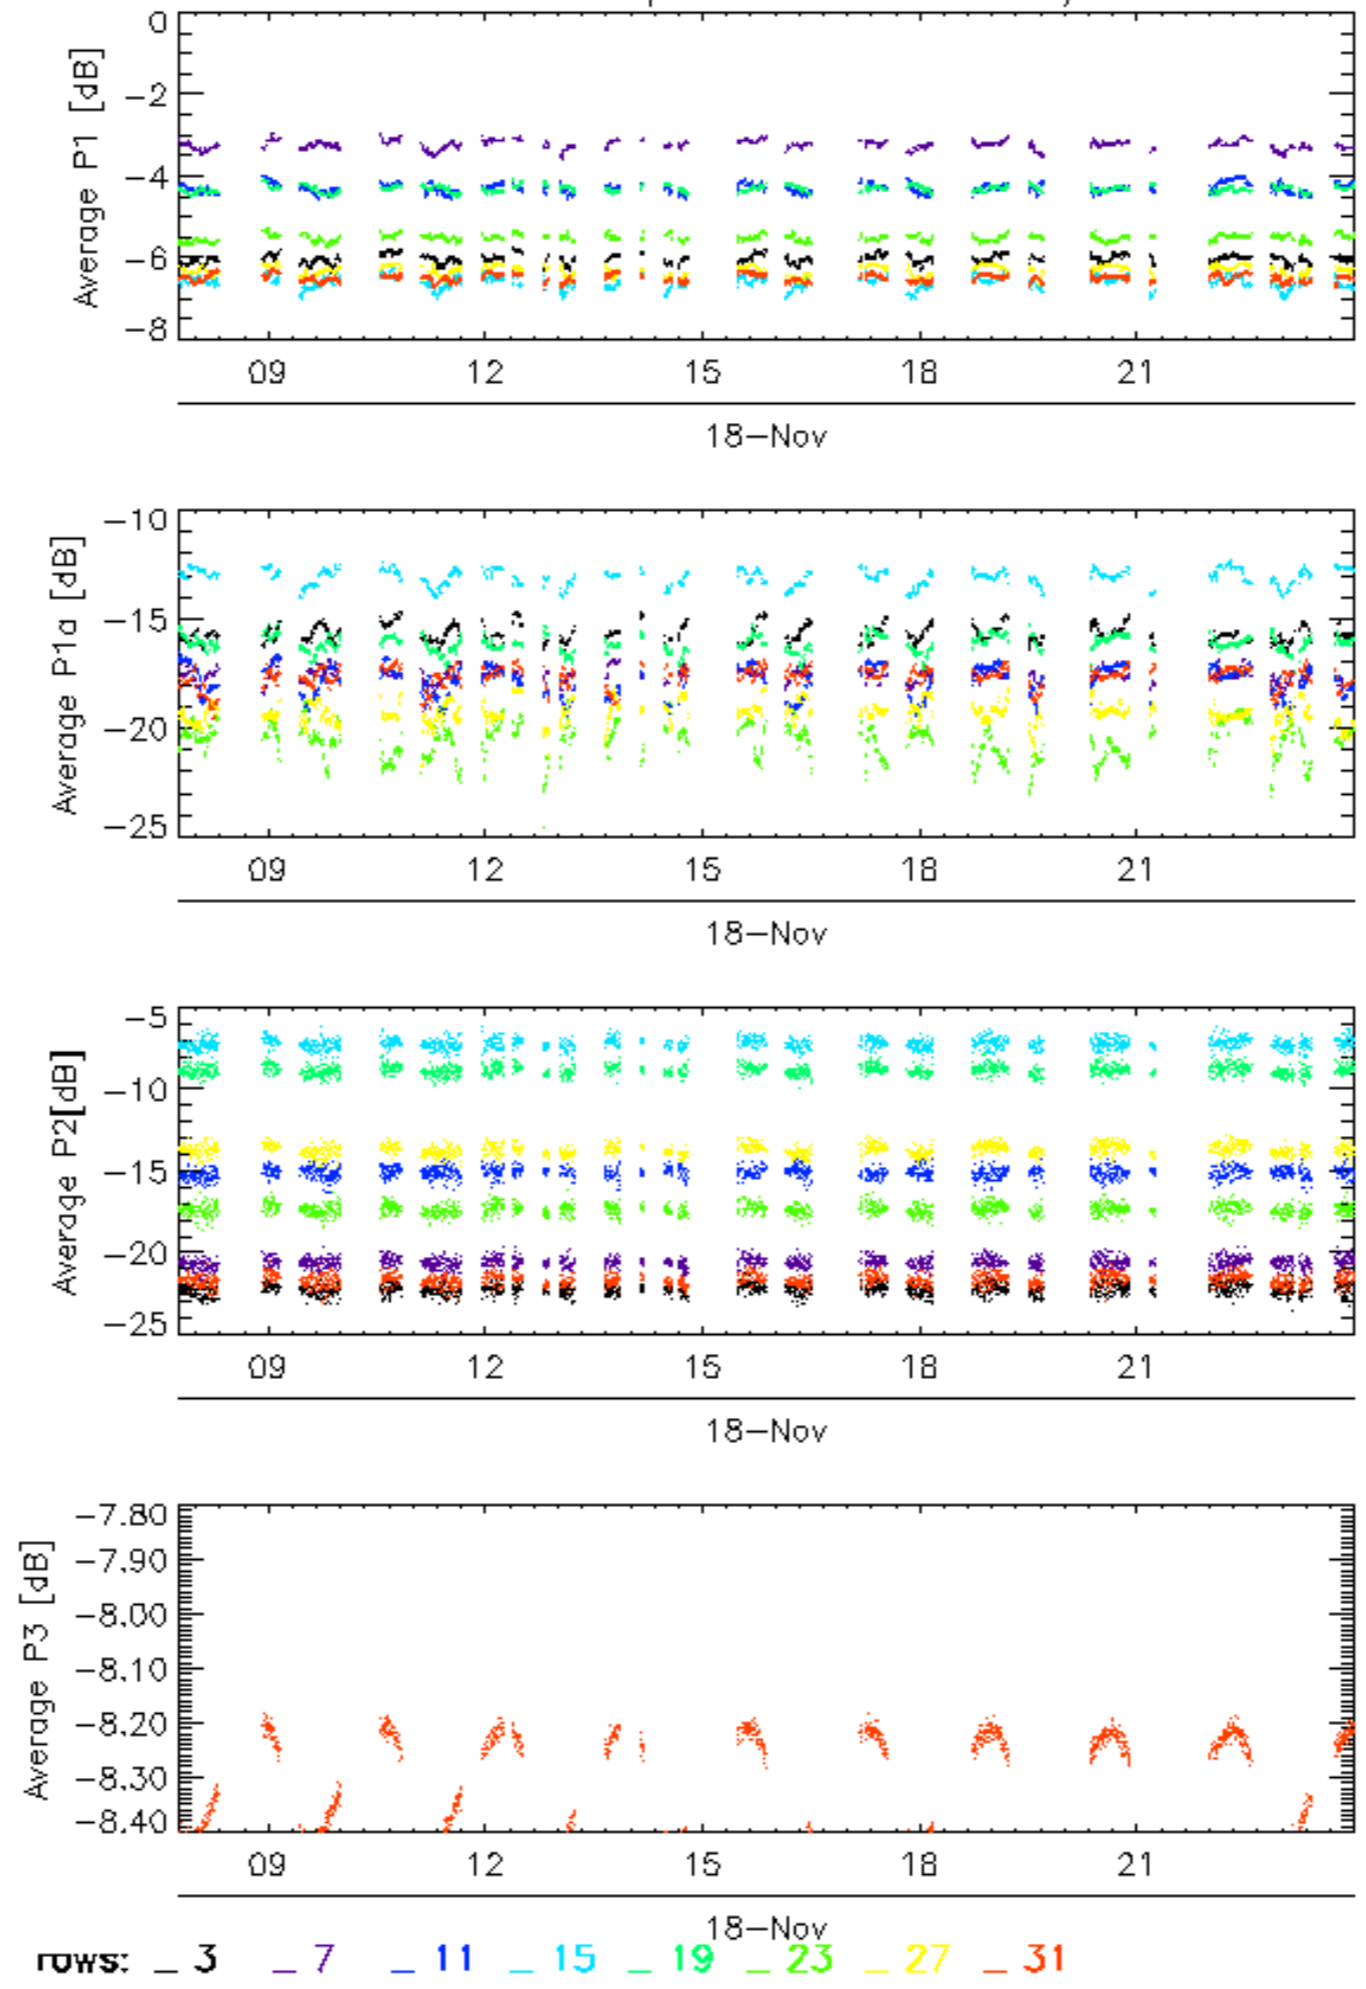 Average P1 [dB]
0
−2
−4
−6
−8
09 12 15 18 21
18−Nov
Average P1a [dB]
−10
−15
−20
−25
09 12 15 18 21
18−Nov
Average P2[dB]
−5
−10
−15
−20
−25
09 12 15 18 21
18−Nov
Average P3 [dB]
−7.80
−7.90
−8.00
−8.10
−8.20
−8.30
−8.40
09 12 15 18 21
18−Nov
rows: _ 3 _ 7 _ 11 _ 15 _ 19 _ 23 _ 27 _ 31